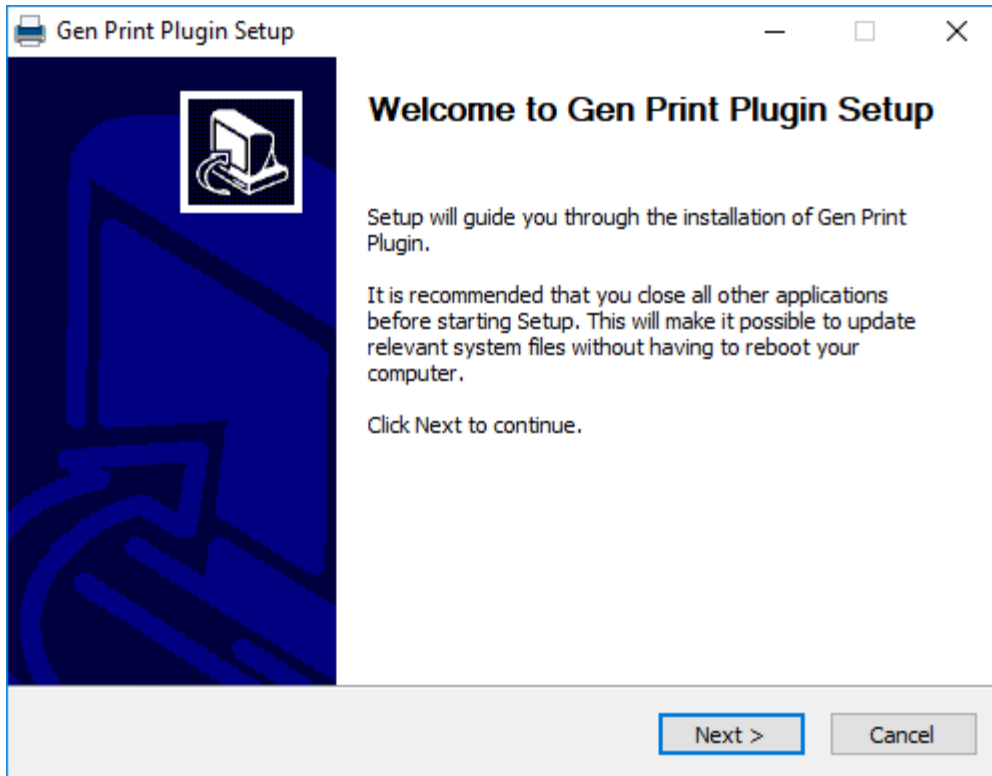 Gen Print Plugin Setup
Welcome to Gen Print Plugin Setup
Setup will guide you through the installation of Gen Print
Plugin.
It is recommended that you close all other applications
before starting Setup. This will make it possible to update
relevant system files without having to reboot your
computer.
Click Next to continue.
Next >
Cancel